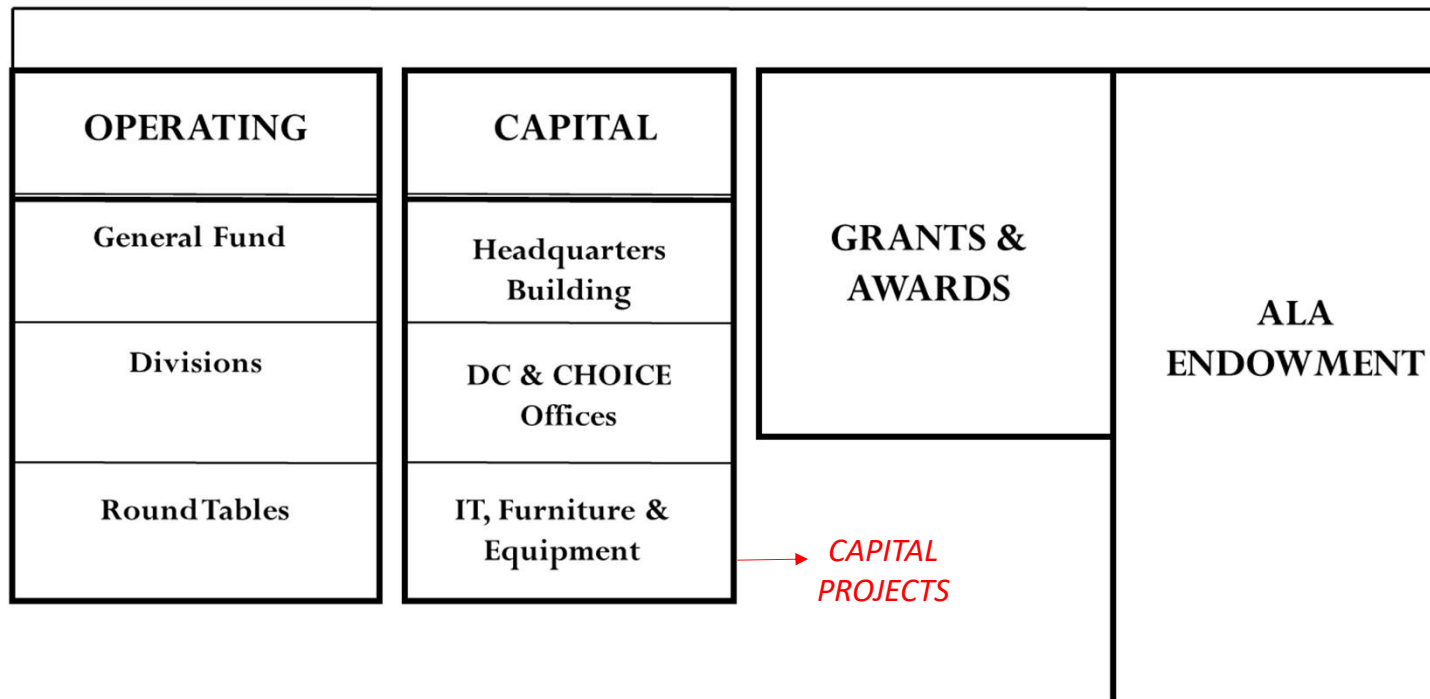 OPERATING
General Fund
Divisions
Round Tables
CAPITAL
Headquarters
Building
DC & CHOICE
Offices
IT, Furniture &
Equipment
CAPITAL
PROJECTS
GRANTS &
AWARDS
ALA
ENDOWMENT